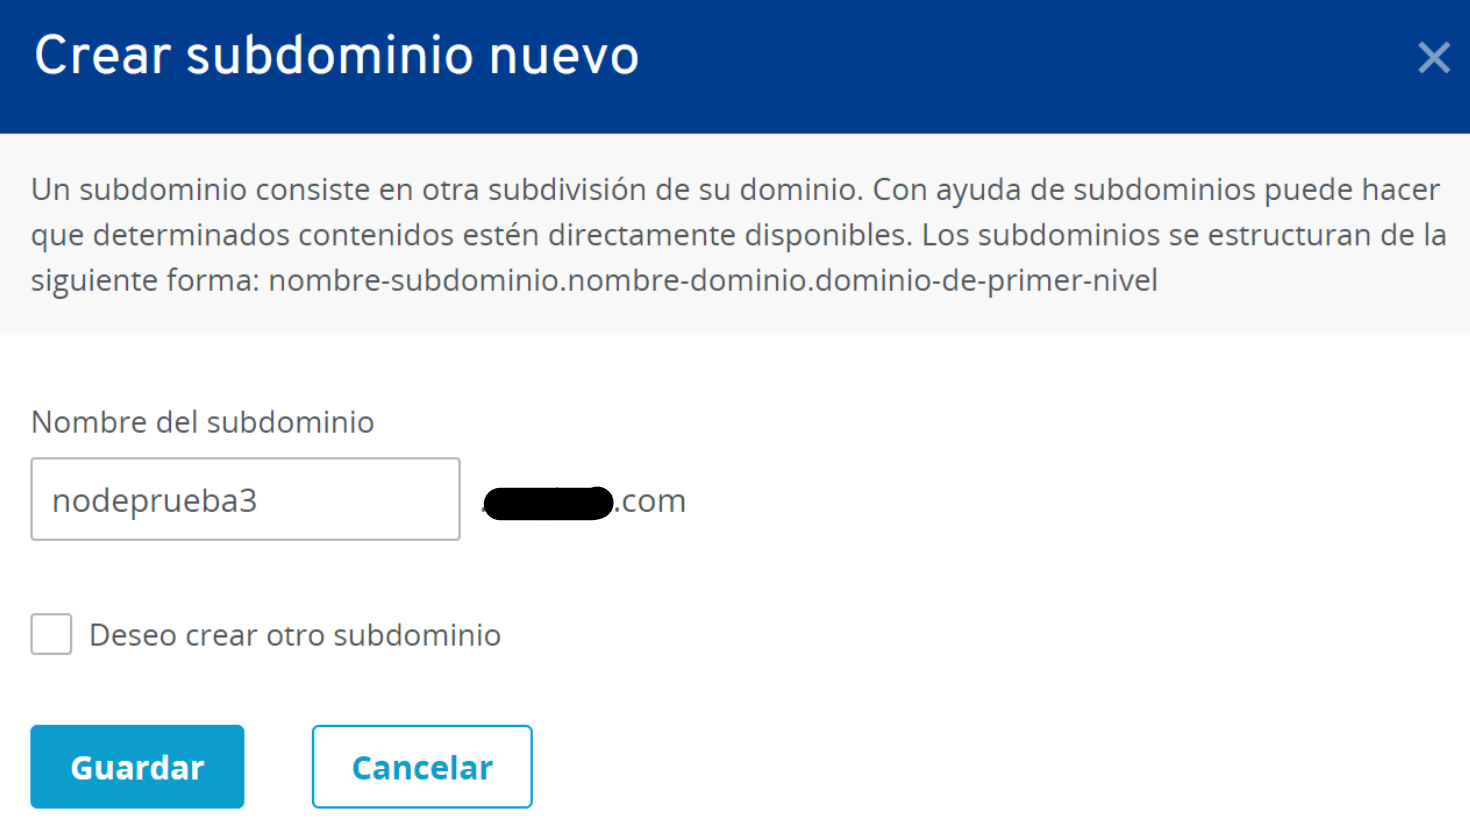 Crear subdominio nuevo
Un subdominio consiste en otra subdivisión de su dominio. Con ayuda de subdominios puede hacer
que determinados contenidos estén directamente disponibles. Los subdominios se estructuran de la
siguiente forma: nombre-subdominio.nombre-dominio.dominio-de-primer-nivel
Nombre del subdominio
nodeprueba3 .com
Deseo crear otro subdominio
Guardar Cancelar